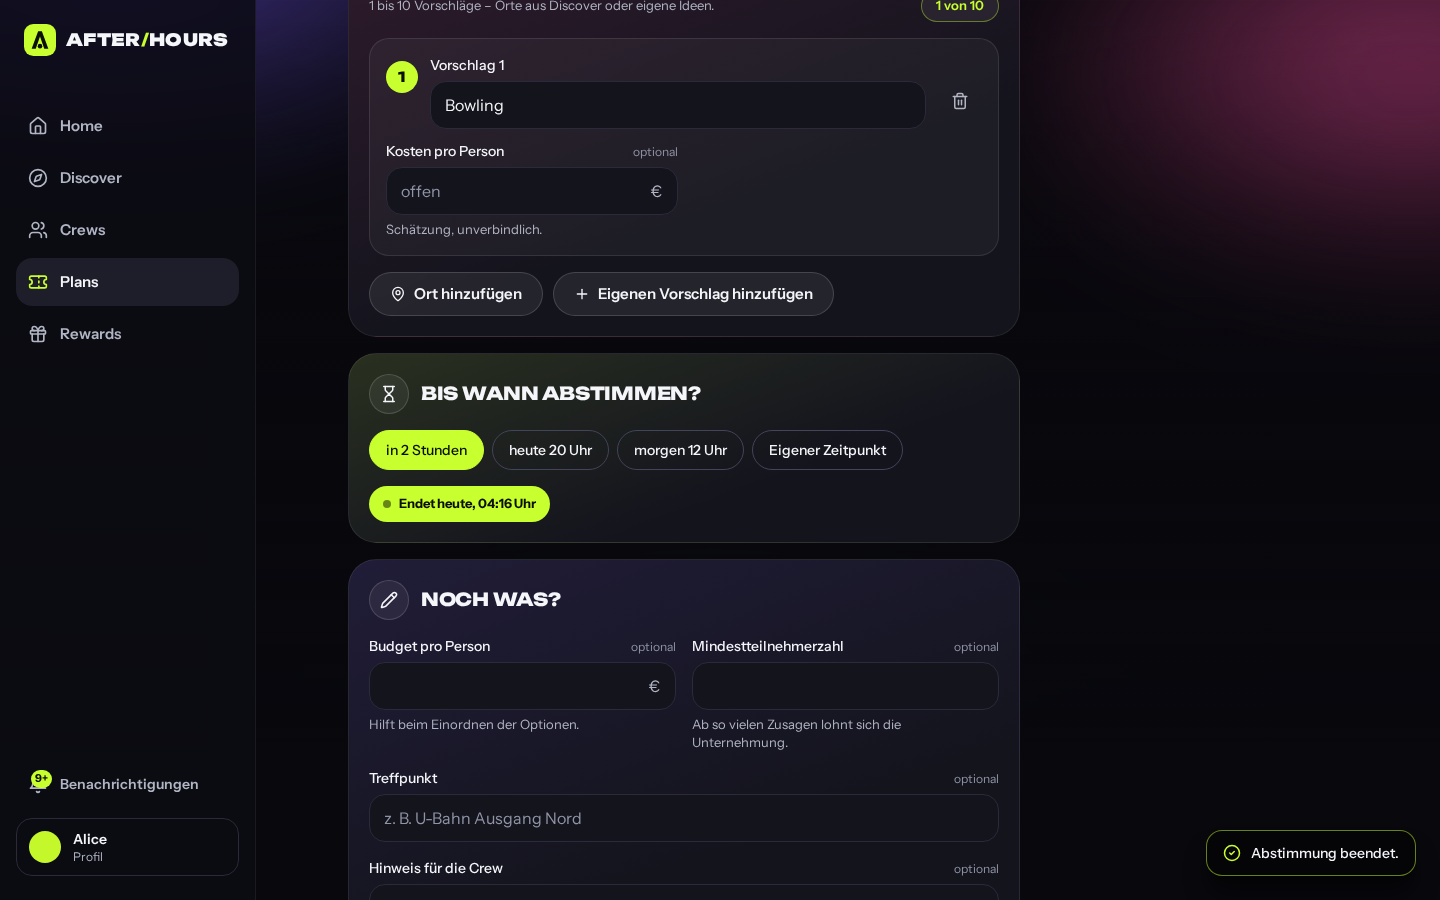 AFTER/HOURS
Home
Discover
Crews
Plans
Rewards
9+
Benachrichtigungen
Alice
Profil
1 bis 10 Vorschläge – Orte aus Discover oder eigene Ideen.
1 von 10
1
Vorschlag 1
Bowling
Kosten pro Person optional
offen €
Schätzung, unverbindlich.
Ort hinzufügen
Eigenen Vorschlag hinzufügen
BIS WANN ABSTIMMEN?
in 2 Stunden
heute 20 Uhr
morgen 12 Uhr
Eigener Zeitpunkt
Endet heute, 04:16 Uhr
NOCH WAS?
Budget pro Person optional
€
Hilft beim Einordnen der Optionen.
Mindestteilnehmerzahl optional
Ab so vielen Zusagen lohnt sich die
Unternehmung.
Treffpunkt optional
z. B. U-Bahn Ausgang Nord
Hinweis für die Crew optional
Abstimmung beendet.